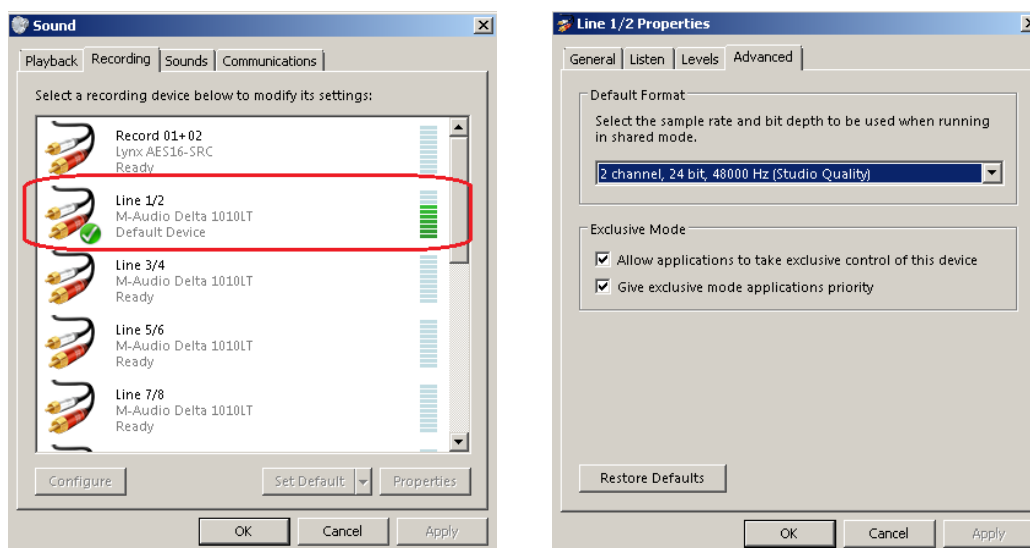 Sound
Playback Recording Sounds Communications
Select a recording device below to modify its settings:
Record 01+02
Lynx AES16-SRC
Ready
Line 1/2
M-Audio Delta 1010LT
Default Device
Line 3/4
M-Audio Delta 1010LT
Ready
Line 5/6
M-Audio Delta 1010LT
Ready
Line 7/8
M-Audio Delta 1010LT
Ready
Configure Set Default Properties
OK Cancel Apply
Line 1/2 Properties
General Listen Levels Advanced
Default Format
Select the sample rate and bit depth to be used when running
in shared mode.
2 channel, 24 bit, 48000 Hz (Studio Quality)
Exclusive Mode
Allow applications to take exclusive control of this device
Give exclusive mode applications priority
Restore Defaults
OK Cancel Apply